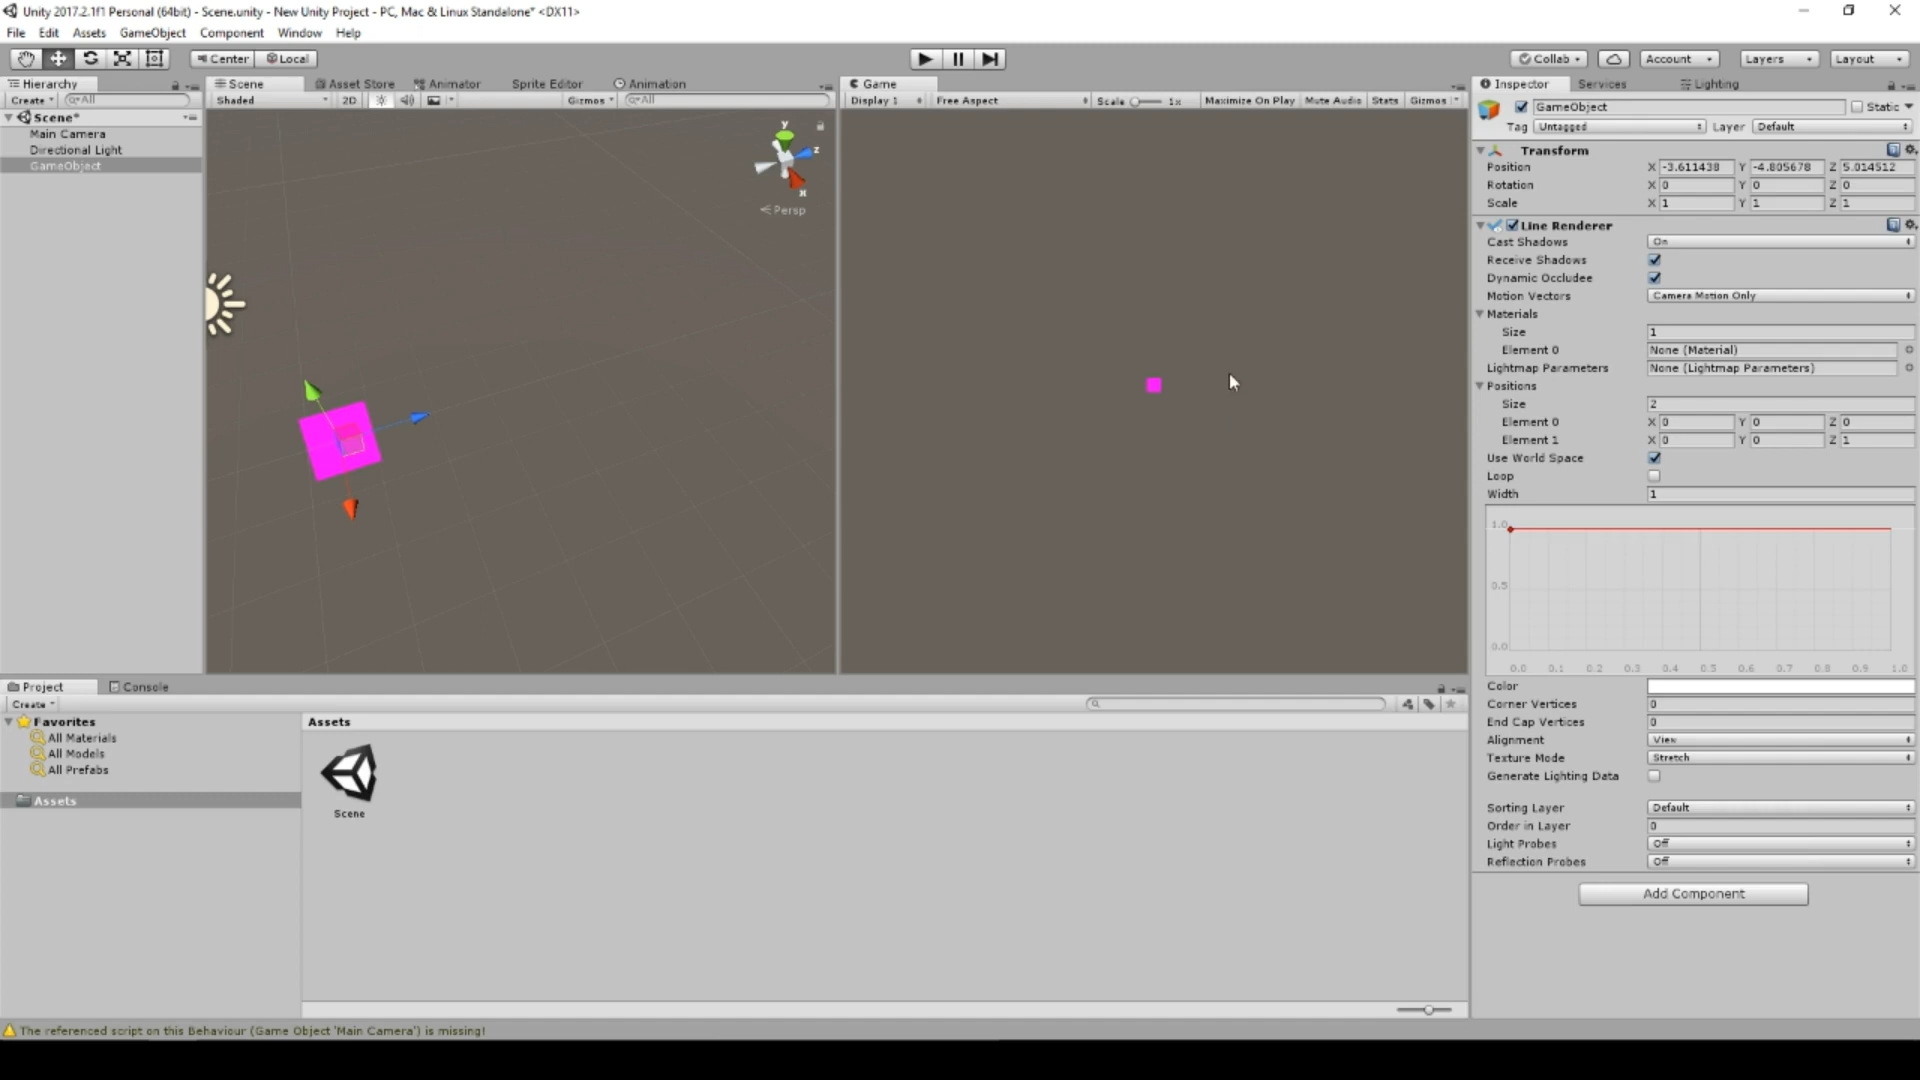 Unity 2017.2.1f1 Personal (64bit) - Scene.unity - New Unity Project - PC, Mac & Linux Standalone* <DX11>
File Edit Assets GameObject Component Window Help
Center Local
Collab Account Layers Layout
Hierarchy
Create All
Scene*
Main Camera
Directional Light
GameObject
Scene Asset Store Animator Sprite Editor Animation
Shaded 2D Gizmos All
y
z
x
Persp
Game
Display 1 Free Aspect Scale 1x Maximize On Play Mute Audio Stats Gizmos
Inspector Services Lighting
GameObject Static
Tag Untagged Layer Default
Transform
Position X -3.611438 Y -4.805678 Z 5.014512
Rotation X 0 Y 0 Z 0
Scale X 1 Y 1 Z 1
Line Renderer
Cast Shadows On
Receive Shadows
Dynamic Occludee
Motion Vectors Camera Motion Only
Materials
Size 1
Element 0 None (Material)
Lightmap Parameters None (Lightmap Parameters)
Positions
Size 2
Element 0 X 0 Y 0 Z 0
Element 1 X 0 Y 0 Z 1
Use World Space
Loop
Width 1
1.0
0.5
0.0
0.0 0.1 0.2 0.3 0.4 0.5 0.6 0.7 0.8 0.9 1.0
Color
Corner Vertices 0
End Cap Vertices 0
Alignment View
Texture Mode Stretch
Generate Lighting Data
Sorting Layer Default
Order in Layer 0
Light Probes Off
Reflection Probes Off
Add Component
Project Console
Create
Favorites
All Materials
All Models
All Prefabs
Assets
Assets
Scene
The referenced script on this Behaviour (Game Object 'Main Camera') is missing!